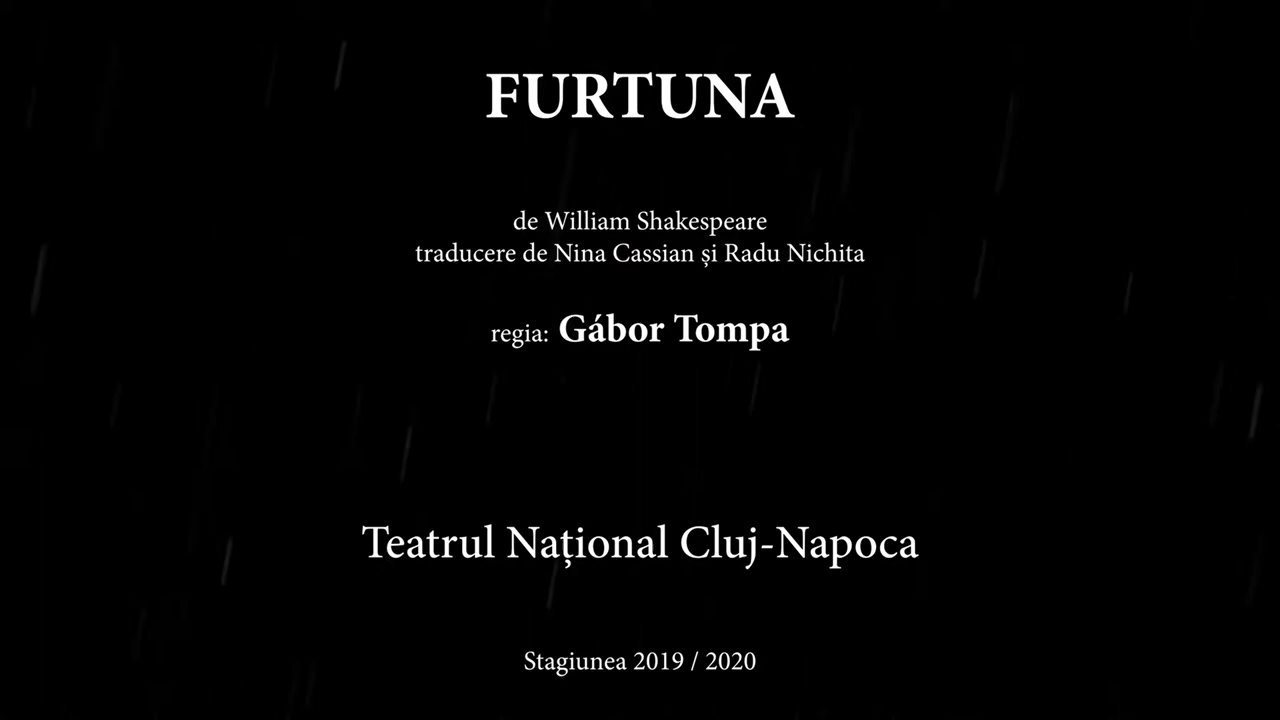 FURTUNA
de William Shakespeare
traducere de Nina Cassian și Radu Nichita
regia: Gábor Tompa
Teatrul Național Cluj-Napoca
Stagiunea 2019 / 2020